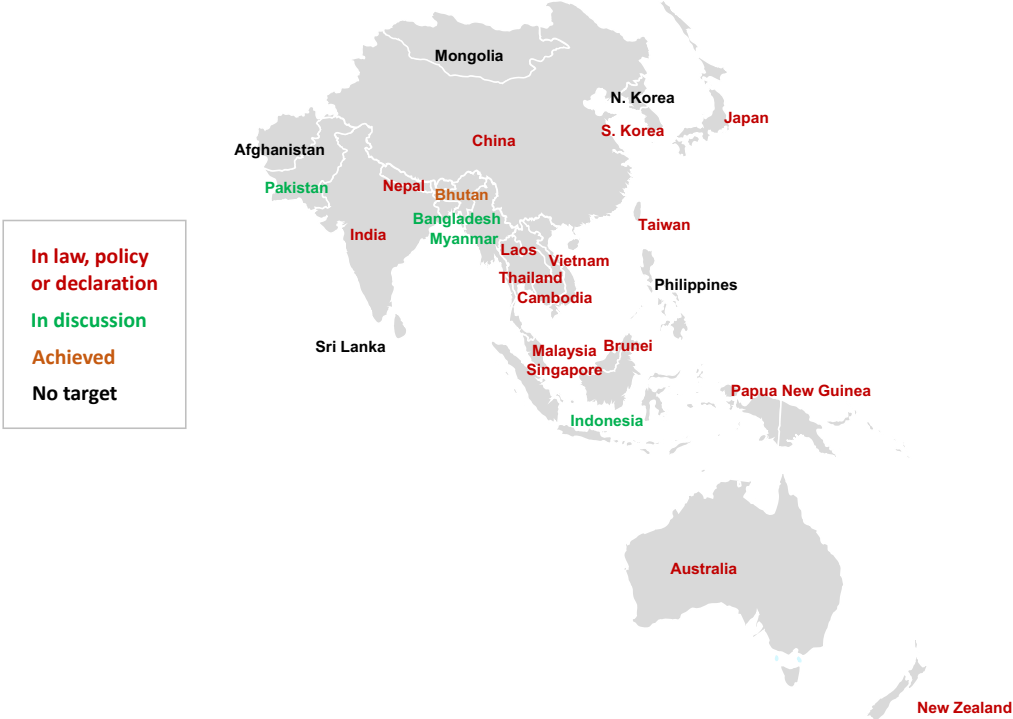 Mongolia
N. Korea
Japan
S. Korea
China
Afghanistan
Pakistan
Nepal
Bhutan
Bangladesh
Taiwan
India
Myanmar
Laos
Vietnam
Thailand
Philippines
Cambodia
Sri Lanka
Malaysia
Brunei
Singapore
Papua New Guinea
Indonesia
Australia
New Zealand
In law, policy
or declaration
In discussion
Achieved
No target